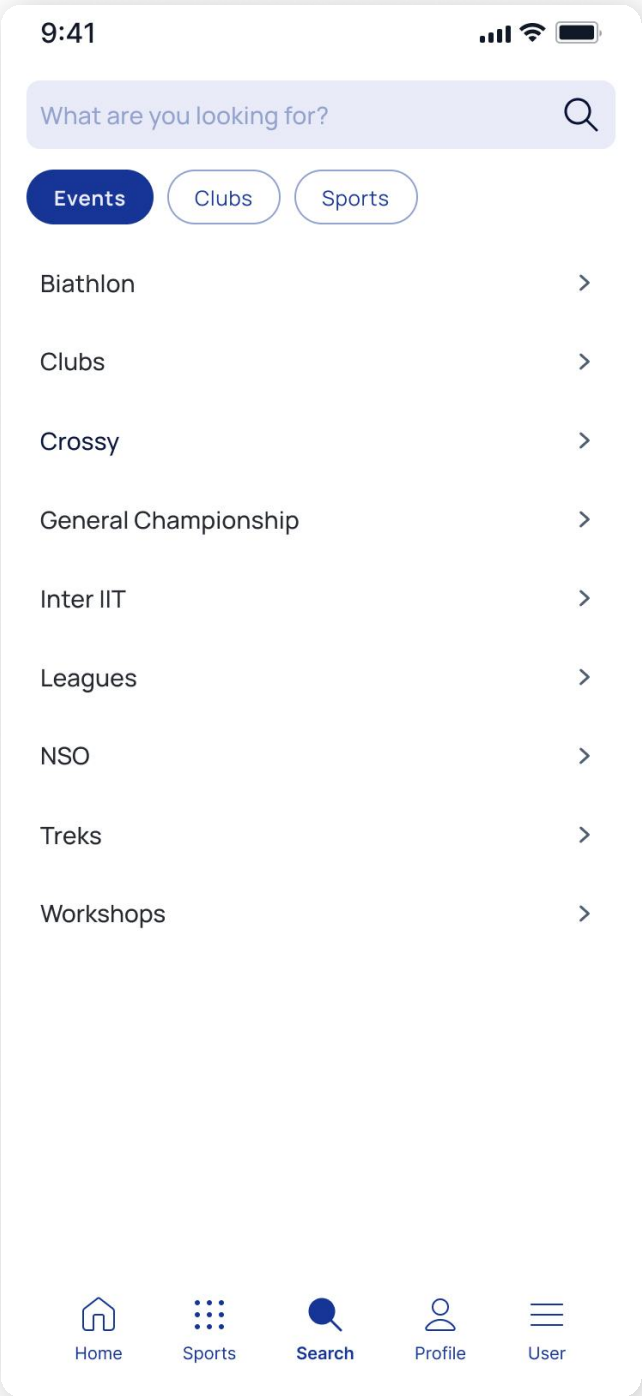 9:41
What are you looking for?
Events Clubs Sports
Biathlon
Clubs
Crossy
General Championship
Inter IIT
Leagues
NSO
Treks
Workshops
Home Sports Search Profile User